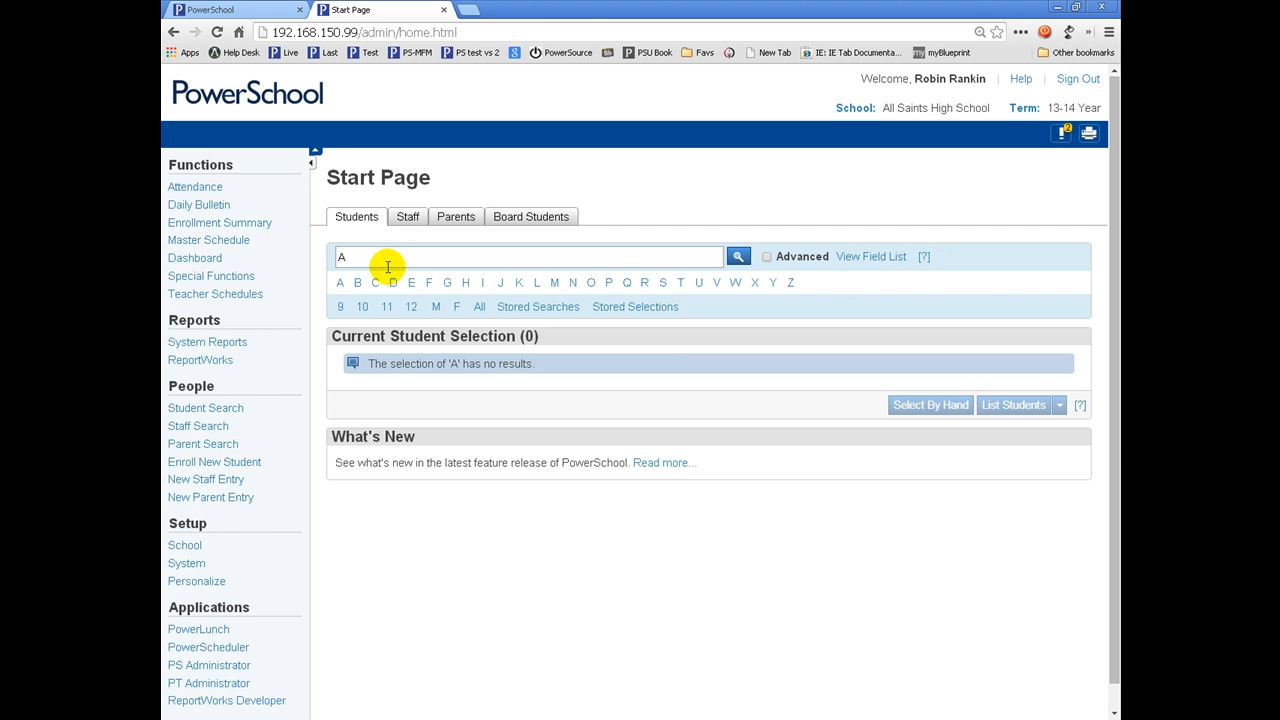 PowerSchool
Start Page
192.168.150.99/admin/home.html
Apps Help Desk Live Last Test PS-MFM PS test vs 2 PowerSource PSU Book Favs New Tab IE: IE Tab Documenta... myBlueprint Other bookmarks
PowerSchool
Welcome, Robin Rankin Help Sign Out
School: All Saints High School Term: 13-14 Year
2
Functions
Attendance
Daily Bulletin
Enrollment Summary
Master Schedule
Dashboard
Special Functions
Teacher Schedules
Reports
System Reports
ReportWorks
People
Student Search
Staff Search
Parent Search
Enroll New Student
New Staff Entry
New Parent Entry
Setup
School
System
Personalize
Applications
PowerLunch
PowerScheduler
PS Administrator
PT Administrator
ReportWorks Developer
Start Page
Students Staff Parents Board Students
A Advanced View Field List [?]
A B C D E F G H I J K L M N O P Q R S T U V W X Y Z
9 10 11 12 M F All Stored Searches Stored Selections
Current Student Selection (0)
The selection of 'A' has no results.
Select By Hand List Students [?]
What's New
See what's new in the latest feature release of PowerSchool. Read more...